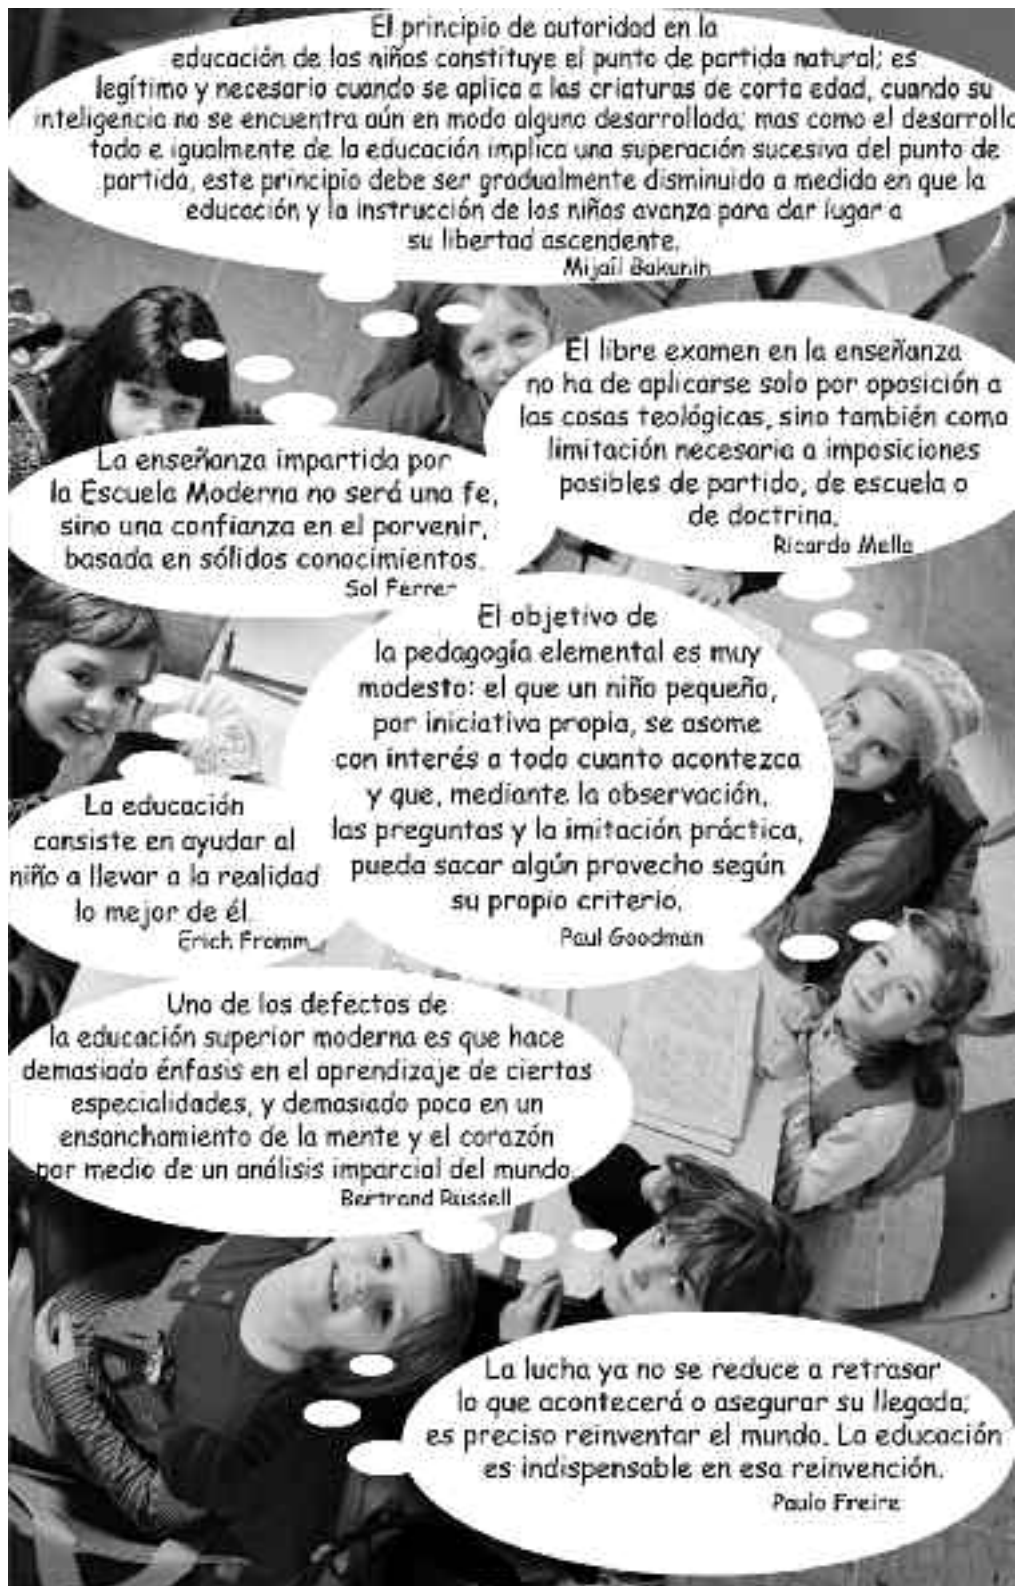 El principio de autoridad en la
educación de los niños constituye el punto de partida natural; es
legítimo y necesario cuando se aplica a las criaturas de corta edad, cuando su
inteligencia no se encuentra aún en modo alguno desarrollada; mas como el desarrollo
todo e igualmente de la educación implica una superación sucesiva del punto de
partida, este principio debe ser gradualmente disminuido a medida en que la
educación y la instrucción de los niños avanza para dar lugar a
su libertad ascendente.
Mijaíl Bakunin
El libre examen en la enseñanza
no ha de aplicarse solo por oposición a
las cosas teológicas, sino también como
limitación necesaria a imposiciones
posibles de partido, de escuela o
de doctrina.
Ricardo Mella
La enseñanza impartida por
la Escuela Moderna no será una fe,
sino una confianza en el porvenir,
basada en sólidos conocimientos.
Sol Ferrer
El objetivo de
la pedagogía elemental es muy
modesto: el que un niño pequeño,
por iniciativa propia, se asome
con interés a todo cuanto acontezca
y que, mediante la observación,
las preguntas y la imitación práctica,
pueda sacar algún provecho según
su propio criterio.
Paul Goodman
La educación
consiste en ayudar al
niño a llevar a la realidad
lo mejor de él.
Erich Fromm
Uno de los defectos de
la educación superior moderna es que hace
demasiado énfasis en el aprendizaje de ciertas
especialidades, y demasiado poco en un
ensanchamiento de la mente y el corazón
por medio de un análisis imparcial del mundo.
Bertrand Russell
La lucha ya no se reduce a retrasar
lo que acontecerá o asegurar su llegada;
es preciso reinventar el mundo. La educación
es indispensable en esa reinvención.
Paulo Freire